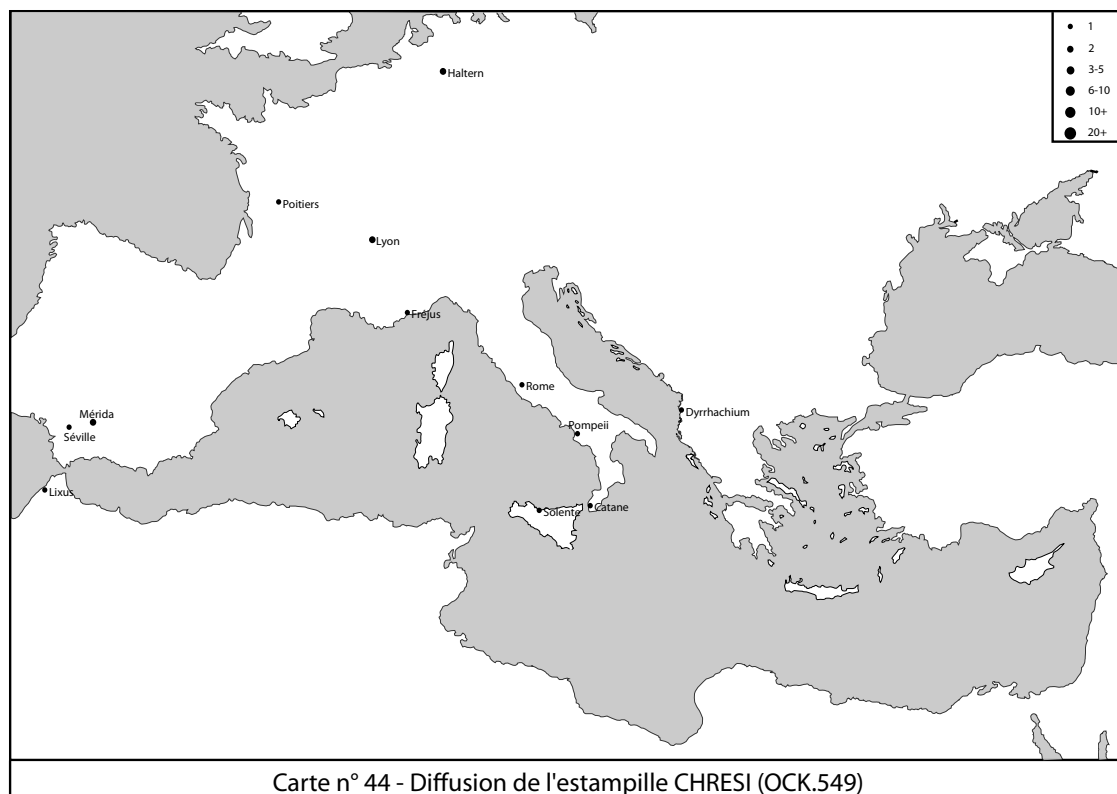 1
2
3-5
6-10
10+
20+
Haltern
Poitiers
Lyon
Fréjus
Rome
Dyrrhachium
Mérida
Séville
Pompeii
Lixus
Solente
Catane
Carte n° 44 - Diffusion de l'estampille CHRESI (OCK.549)